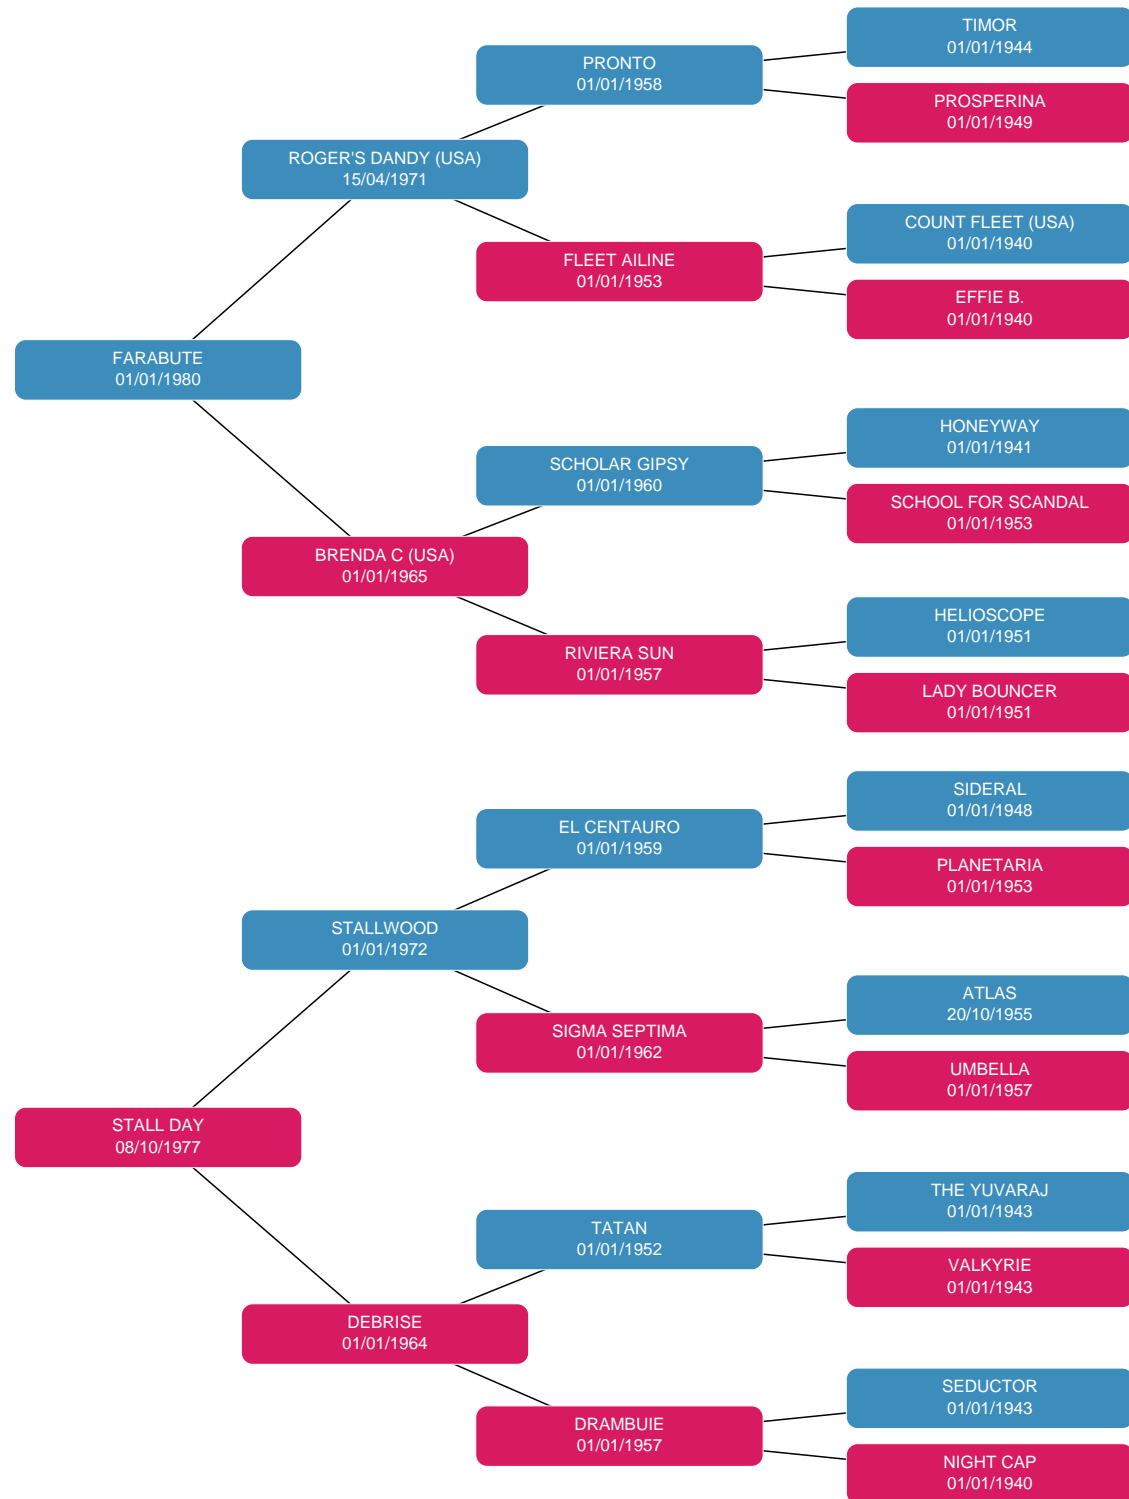 TIMOR
01/01/1944
PRONTO
01/01/1958
PROSPERINA
01/01/1949
ROGER'S DANDY (USA)
15/04/1971
COUNT FLEET (USA)
01/01/1940
FLEET AILINE
01/01/1953
EFFIE B.
01/01/1940
FARABUTE
01/01/1980
HONEYWAY
01/01/1941
SCHOLAR GIPSY
01/01/1960
SCHOOL FOR SCANDAL
01/01/1953
BRENDA C (USA)
01/01/1965
HELIOSCOPE
01/01/1951
RIVIERA SUN
01/01/1957
LADY BOUNCER
01/01/1951
SIDERAL
01/01/1948
EL CENTAURO
01/01/1959
PLANETARIA
01/01/1953
STALLWOOD
01/01/1972
ATLAS
20/10/1955
SIGMA SEPTIMA
01/01/1962
UMBELLA
01/01/1957
STALL DAY
08/10/1977
THE YUVARAJ
01/01/1943
TATAN
01/01/1952
VALKYRIE
01/01/1943
DEBRISE
01/01/1964
SEDUCTOR
01/01/1943
DRAMBUIE
01/01/1957
NIGHT CAP
01/01/1940